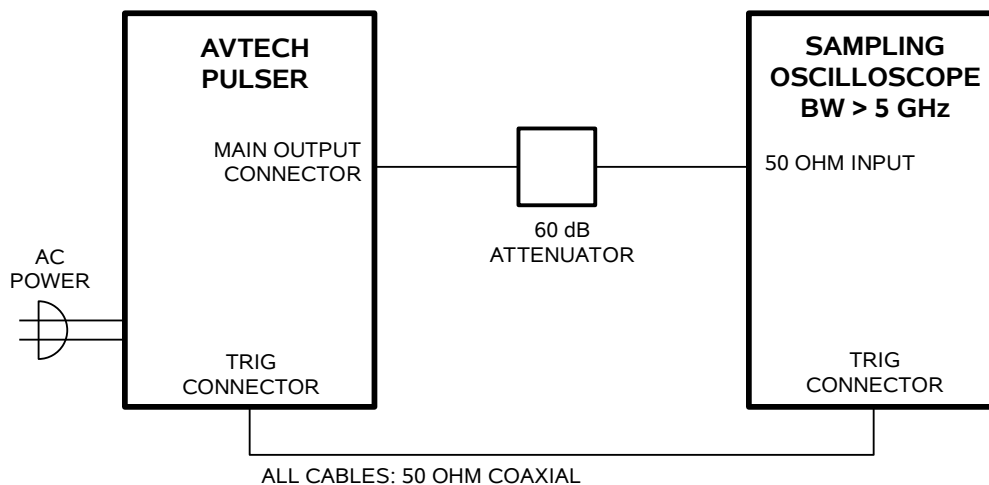 AVTECH
PULSER
MAIN OUTPUT
CONNECTOR
AC
POWER
TRIG
CONNECTOR
60 dB
ATTENUATOR
SAMPLING
OSCILLOSCOPE
BW > 5 GHz
50 OHM INPUT
TRIG
CONNECTOR
ALL CABLES: 50 OHM COAXIAL